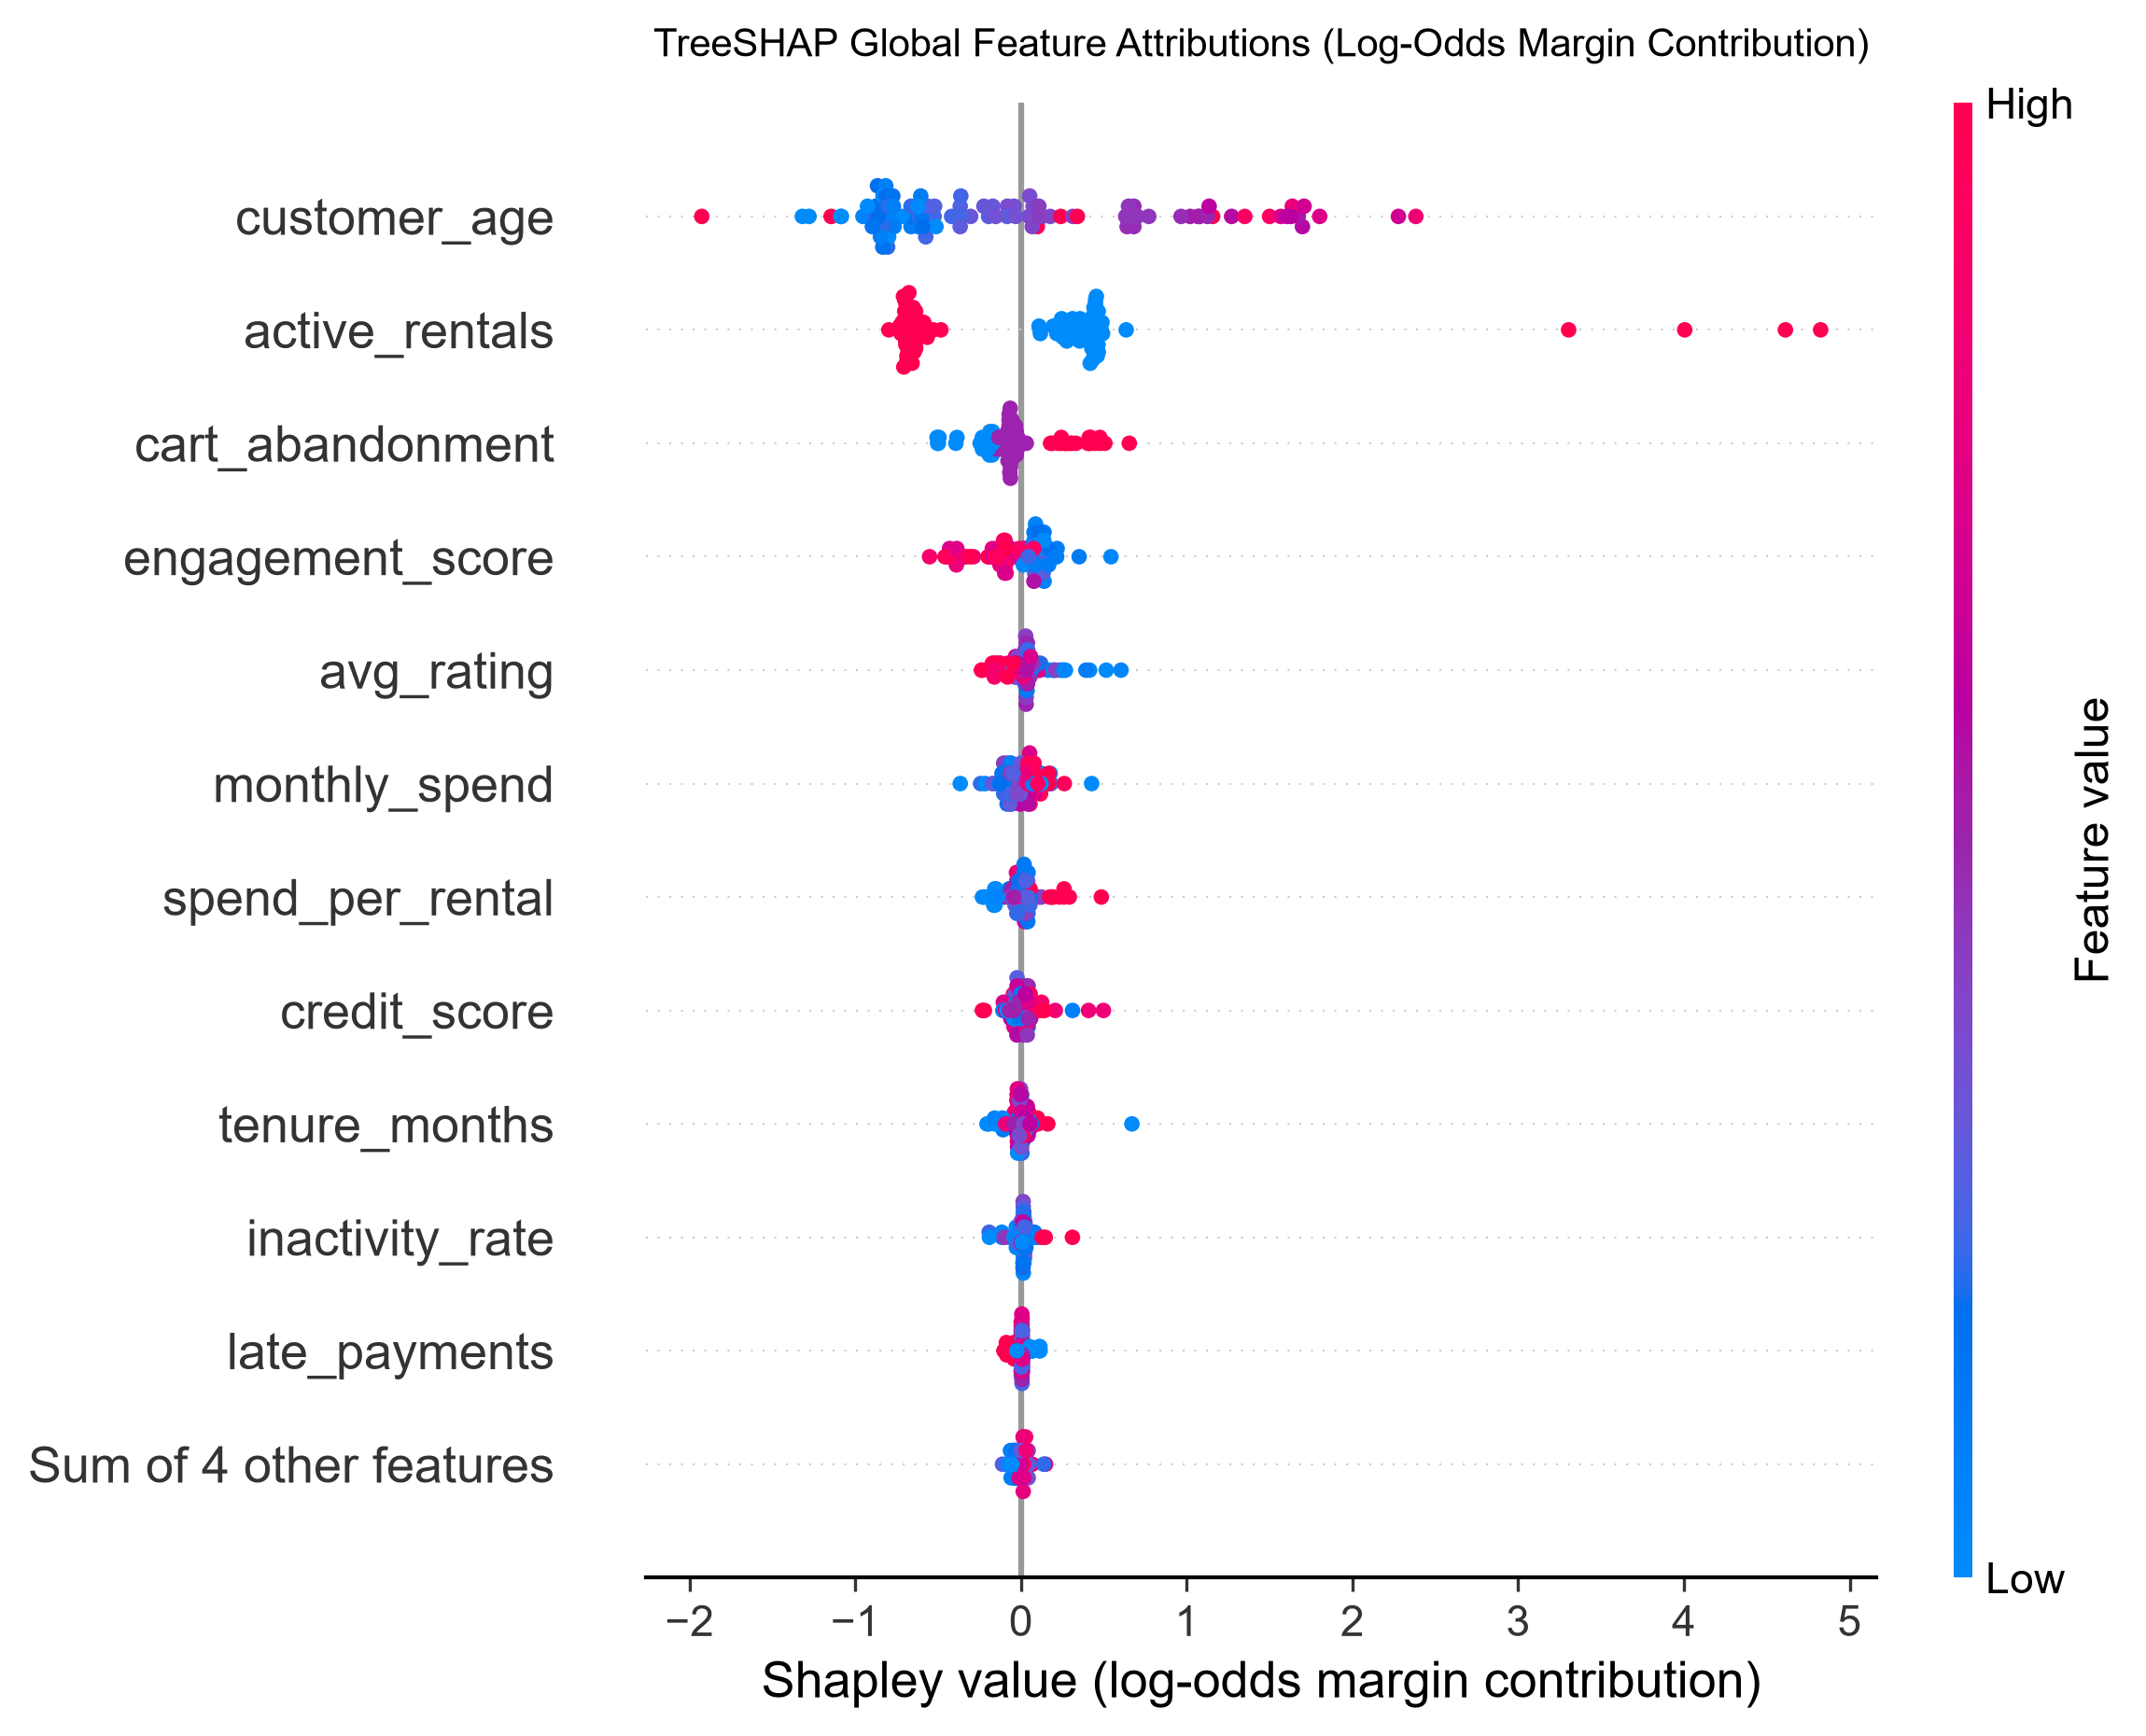 TreeSHAP Global Feature Attributions (Log-Odds Margin Contribution)
High
customer_age
active_rentals
cart_abandonment
engagement_score
avg_rating
monthly_spend
spend_per_rental
credit_score
tenure_months
inactivity_rate
late_payments
Sum of 4 other features
Feature value
Low
−2 −1 0 1 2 3 4 5
Shapley value (log-odds margin contribution)